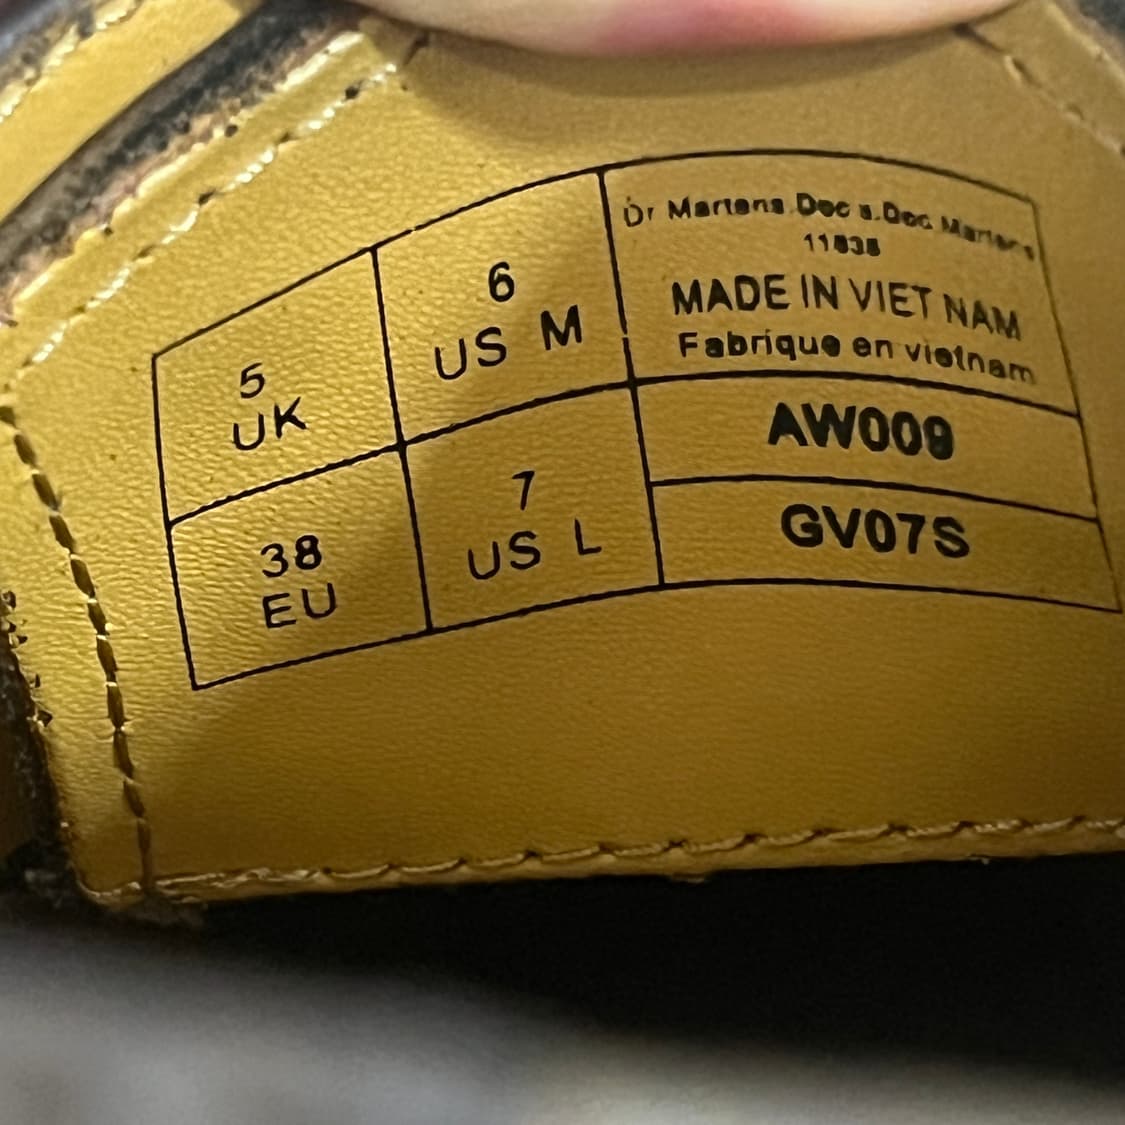 5
UK
6
US M
38
EU
7
US L
Dr Martens Doc s.Doc Martens
MADE IN VIET NAM
Fabrique en vietnam
AW009
GV07S